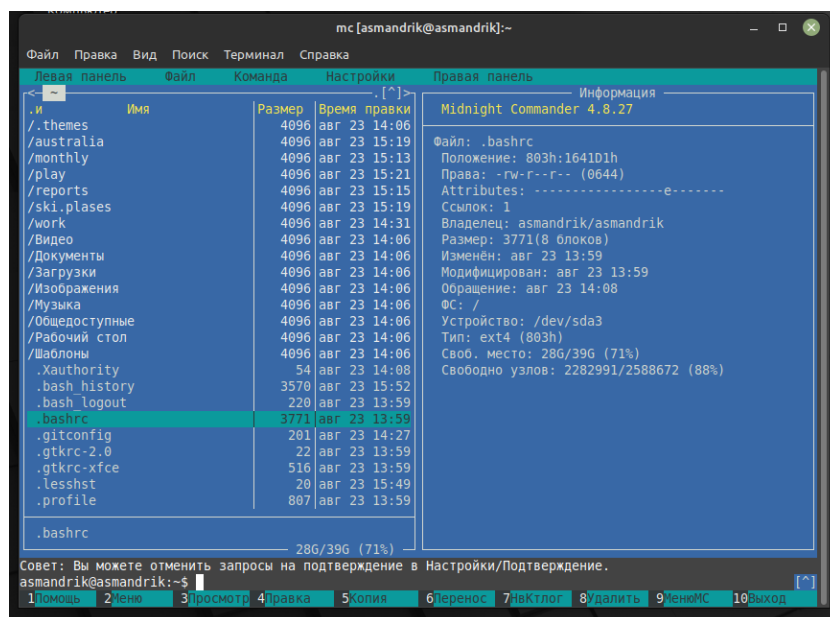 mc [asmandrik@asmandrik]:~
Файл Правка Вид Поиск Терминал Справка
Левая панель Файл Команда Настройки Правая панель
<— ~ .[^]>
.и Имя Размер Время правки
/.themes 4096 авг 23 14:06
/australia 4096 авг 23 15:19
/monthly 4096 авг 23 15:13
/play 4096 авг 23 15:21
/reports 4096 авг 23 15:15
/ski.plases 4096 авг 23 15:19
/work 4096 авг 23 14:31
/Видео 4096 авг 23 14:06
/Документы 4096 авг 23 14:06
/Загрузки 4096 авг 23 14:06
/Изображения 4096 авг 23 14:06
/Музыка 4096 авг 23 14:06
/Общедоступные 4096 авг 23 14:06
/Рабочий стол 4096 авг 23 14:06
/Шаблоны 4096 авг 23 14:06
.Xauthority 54 авг 23 14:08
.bash_history 3570 авг 23 15:52
.bash_logout 220 авг 23 13:59
.bashrc 3771 авг 23 13:59
.gitconfig 201 авг 23 14:27
.gtkrc-2.0 22 авг 23 13:59
.gtkrc-xfce 516 авг 23 13:59
.lesshst 20 авг 23 15:49
.profile 807 авг 23 13:59
.bashrc
28G/39G (71%)
Информация
Midnight Commander 4.8.27
Файл: .bashrc
Положение: 803h:1641D1h
Права: -rw-r--r-- (0644)
Attributes: -----------------e-------
Ссылок: 1
Владелец: asmandrik/asmandrik
Размер: 3771(8 блоков)
Изменён: авг 23 13:59
Модифицирован: авг 23 13:59
Обращение: авг 23 14:08
ФС: /
Устройство: /dev/sda3
Тип: ext4 (803h)
Своб. место: 28G/39G (71%)
Свободно узлов: 2282991/2588672 (88%)
Совет: Вы можете отменить запросы на подтверждение в Настройки/Подтверждение.
asmandrik@asmandrik:~$ [^]
1Помощь 2Меню 3Просмотр 4Правка 5Копия 6Перенос 7НвКтлог 8Удалить 9МенюМС 10Выход